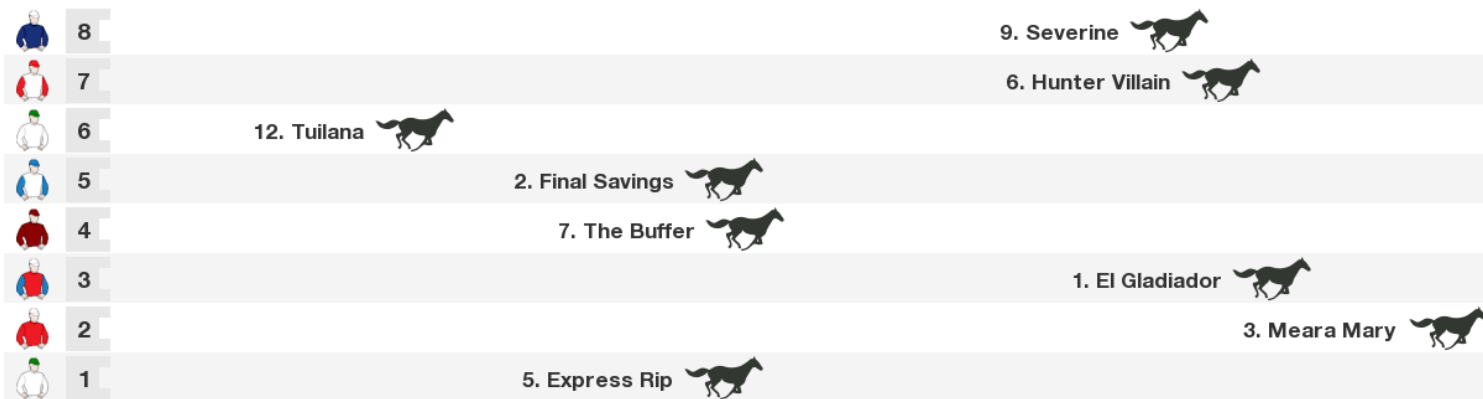 8 9. Severine
7 6. Hunter Villain
6 12. Tuilana
5 2. Final Savings
4 7. The Buffer
3 1. El Gladiador
2 3. Meara Mary
1 5. Express Rip